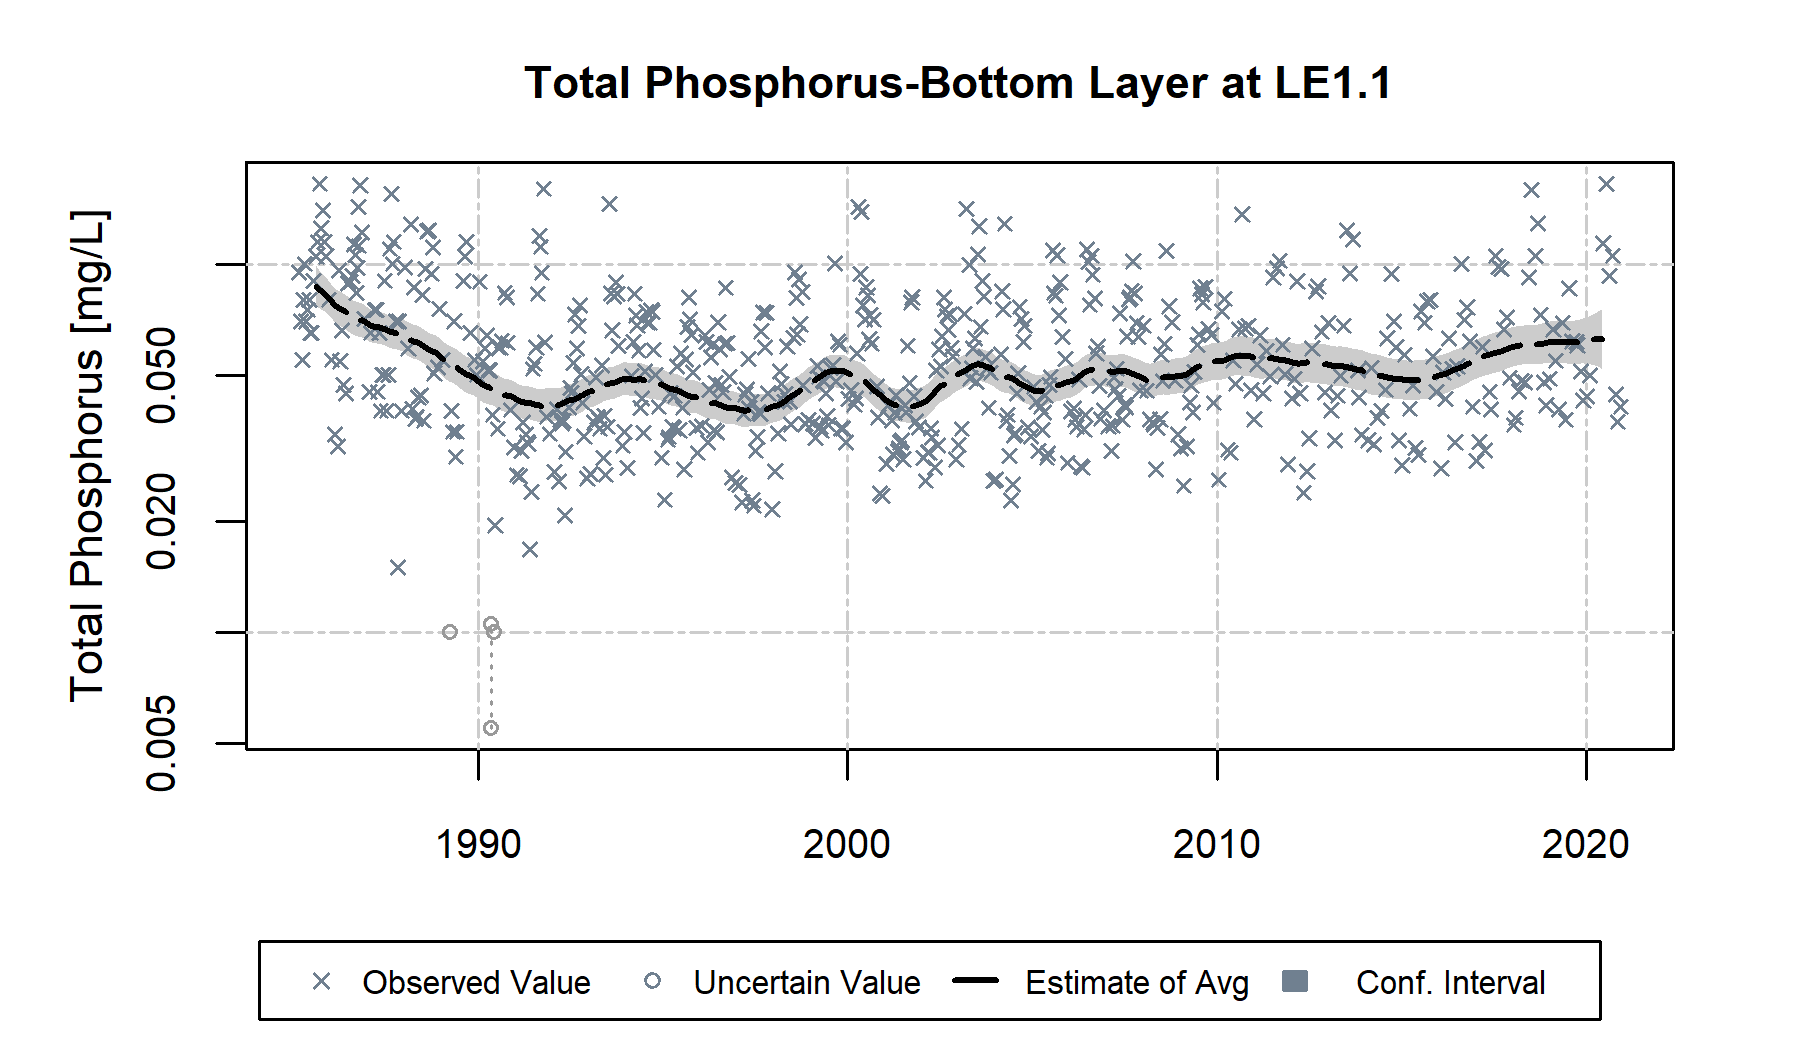 Total Phosphorus-Bottom Layer at LE1.1
Total Phosphorus [mg/L]
0.050
0.020
0.005
1990 2000 2010 2020
Observed Value Uncertain Value Estimate of Avg Conf. Interval